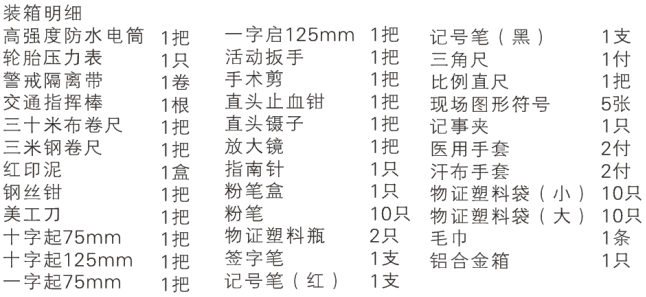 装箱明细
高强度防水电筒 1把
轮胎压力表 1只
警戒隔离带 1卷
交通指挥棒 1根
三十米布卷尺 1把
三米钢卷尺 1把
红印泥 1盒
钢丝钳 1把
美工刀 1把
十字起75mm 1把
十字起125mm 1把
一字起75mm 1把
一字启125mm 1把
活动扳手 1把
手术剪 1把
直头止血钳 1把
直头镊子 1把
放大镜 1把
指南针 1只
粉笔盒 1只
粉笔 10只
物证塑料瓶 2只
签字笔 1支
记号笔(红) 1支
记号笔(黑) 1支
三角尺 1付
比例直尺 1把
现场图形符号 5张
记事夹 1只
医用手套 2付
汗布手套 2付
物证塑料袋(小) 10只
物证塑料袋(大) 10只
毛巾 1条
铝合金箱 1只